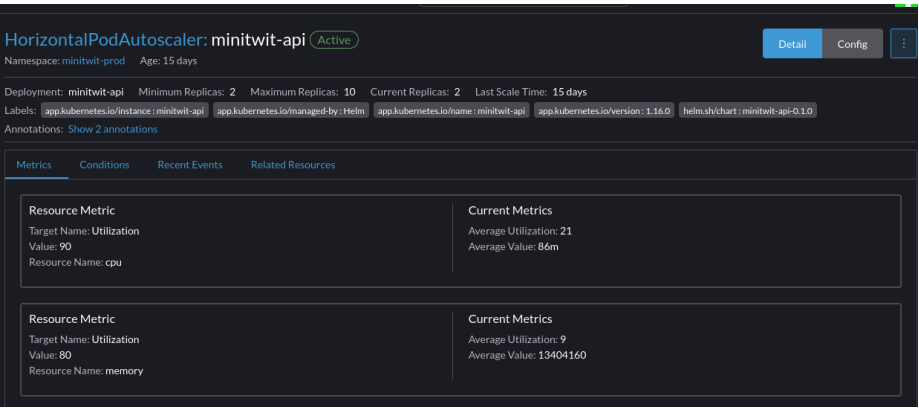 HorizontalPodAutoscaler: minitwit-api Active
Detail Config
Namespace: minitwit-prod Age: 15 days
Deployment: minitwit-api Minimum Replicas: 2 Maximum Replicas: 10 Current Replicas: 2 Last Scale Time: 15 days
Labels: app.kubernetes.io/instance : minitwit-api app.kubernetes.io/managed-by : Helm app.kubernetes.io/name : minitwit-api app.kubernetes.io/version : 1.16.0 helm.sh/chart : minitwit-api-0.1.0
Annotations: Show 2 annotations
Metrics Conditions Recent Events Related Resources
Resource Metric
Target Name: Utilization
Value: 90
Resource Name: cpu
Current Metrics
Average Utilization: 21
Average Value: 86m
Resource Metric
Target Name: Utilization
Value: 80
Resource Name: memory
Current Metrics
Average Utilization: 9
Average Value: 13404160